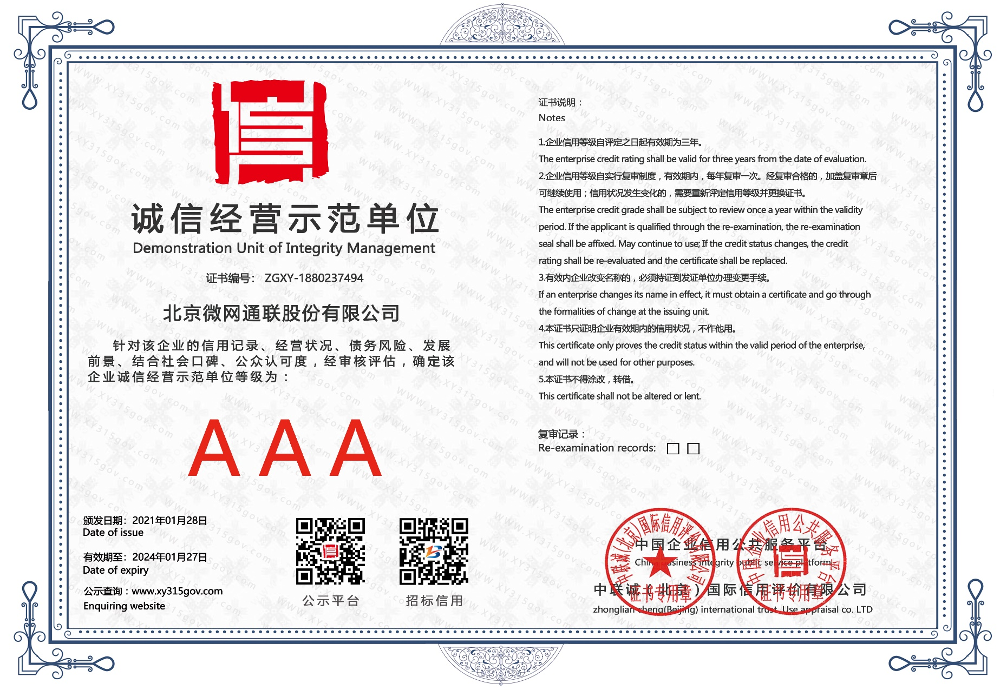 诚信经营示范单位
Demonstration Unit of Integrity Management
证书编号： ZGXY-1880237494
北京微网通联股份有限公司
针对该企业的信用记录、经营状况、债务风险、发展
前景、结合社会口碑、公众认可度，经审核评估，确定该
企业诚信经营示范单位等级为：
AAA
颁发日期：2021年01月28日
Date of issue
有效期至：2024年01月27日
Date of expiry
公示查询：www.xy315gov.com
Enquiring website
公示平台
招标信用
证书说明：
Notes
1.企业信用等级自评定之日起有效期为三年。
The enterprise credit rating shall be valid for three years from the date of evaluation.
2.企业信用等级自实行复审制度，有效期内，每年复审一次。经复审合格的，加盖复审章后
可继续使用；信用状况发生变化的，需要重新评定信用等级并更换证书。
The enterprise credit grade shall be subject to review once a year within the validity
period. If the applicant is qualified through the re-examination, the re-examination
seal shall be affixed. May continue to use; If the credit status changes, the credit
rating shall be re-evaluated and the certificate shall be replaced.
3.有效内企业改变名称的，必须持证到发证单位办理变更手续。
If an enterprise changes its name in effect, it must obtain a certificate and go through
the formalities of change at the issuing unit.
4.本证书只证明企业有效期内的信用状况，不作他用。
This certificate only proves the credit status within the valid period of the enterprise,
and will not be used for other purposes.
5.本证书不得涂改，转借。
This certificate shall not be altered or lent.
复审记录：
Re-examination records: □ □
中国企业信用公共服务平台
China business integrity public service platform
中联诚（北京）国际信用评价有限公司
zhonglian cheng(Beijing) international trust Use appraisal co. LTD
中联诚(北京)国际信用评价有限公司
证书专用章
中国企业信用公共服务平台
证书专用章
WWW.XY315gov.com